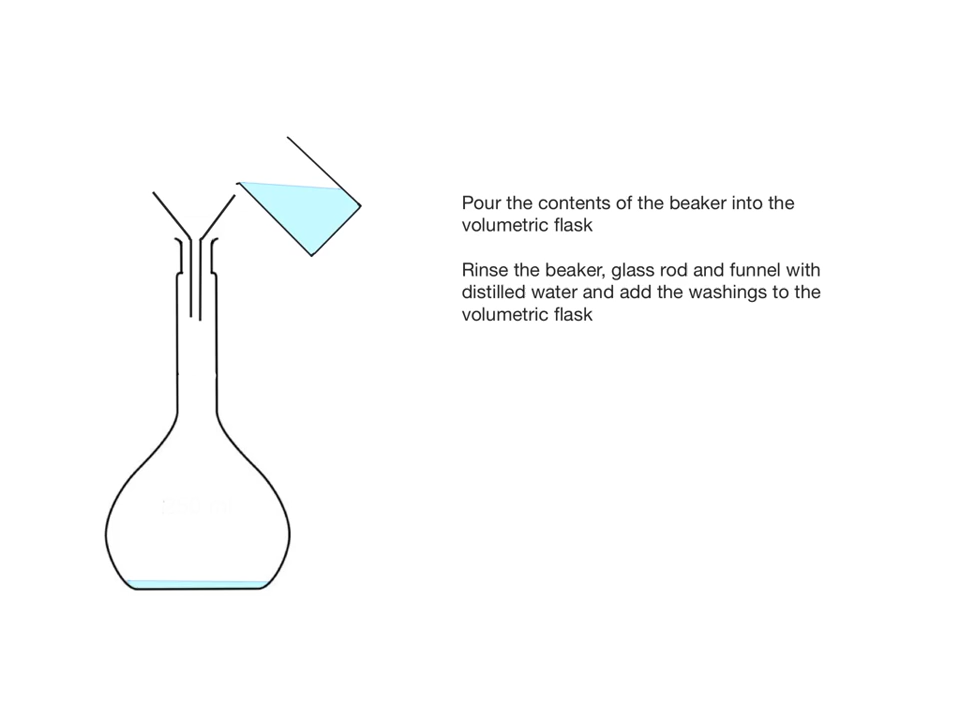 Pour the contents of the beaker into the
volumetric flask
Rinse the beaker, glass rod and funnel with
distilled water and add the washings to the
volumetric flask